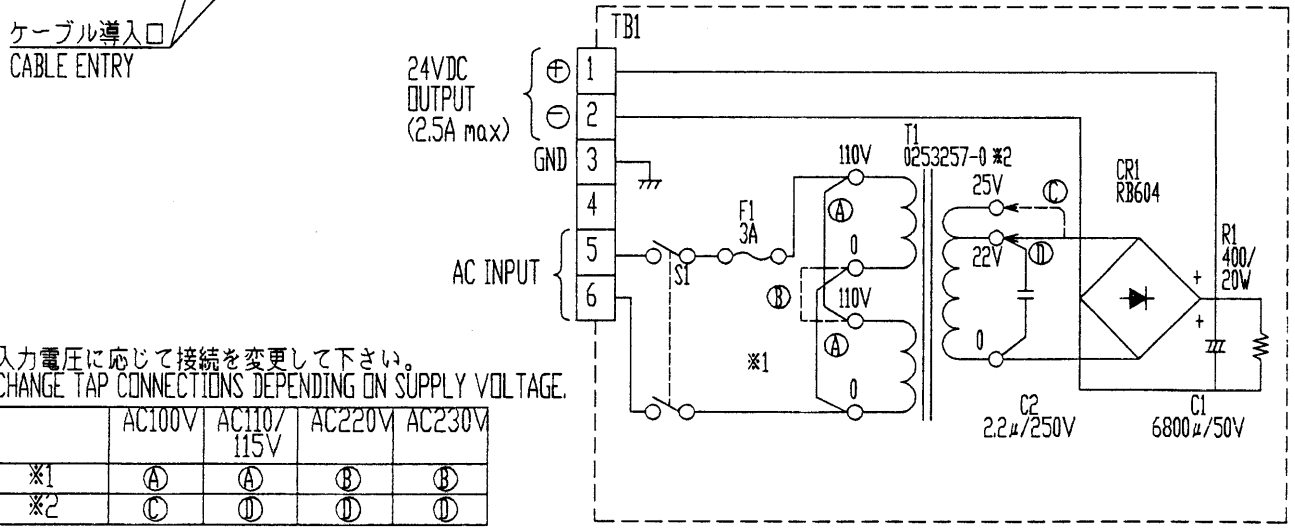 ケーブル導入口
CABLE ENTRY
TB1
24VDC
OUTPUT
(2.5A max)
⊕ 1
⊖ 2
GND 3
4
AC INPUT
5
6
S1
F1
3A
110V
Ⓐ
0
Ⓑ
110V
Ⓐ
※1
0
T1
0253257-0 ※2
25V
Ⓒ
22V
Ⓓ
0
C2
2.2μ/250V
CR1
RB604
R1
400/
20W
+
+
C1
6800μ/50V
入力電圧に応じて接続を変更して下さい。
CHANGE TAP CONNECTIONS DEPENDING ON SUPPLY VOLTAGE.
AC100V AC110/ AC220V AC230V
115V
※1 Ⓐ Ⓐ Ⓑ Ⓑ
※2 Ⓒ Ⓓ Ⓓ Ⓓ